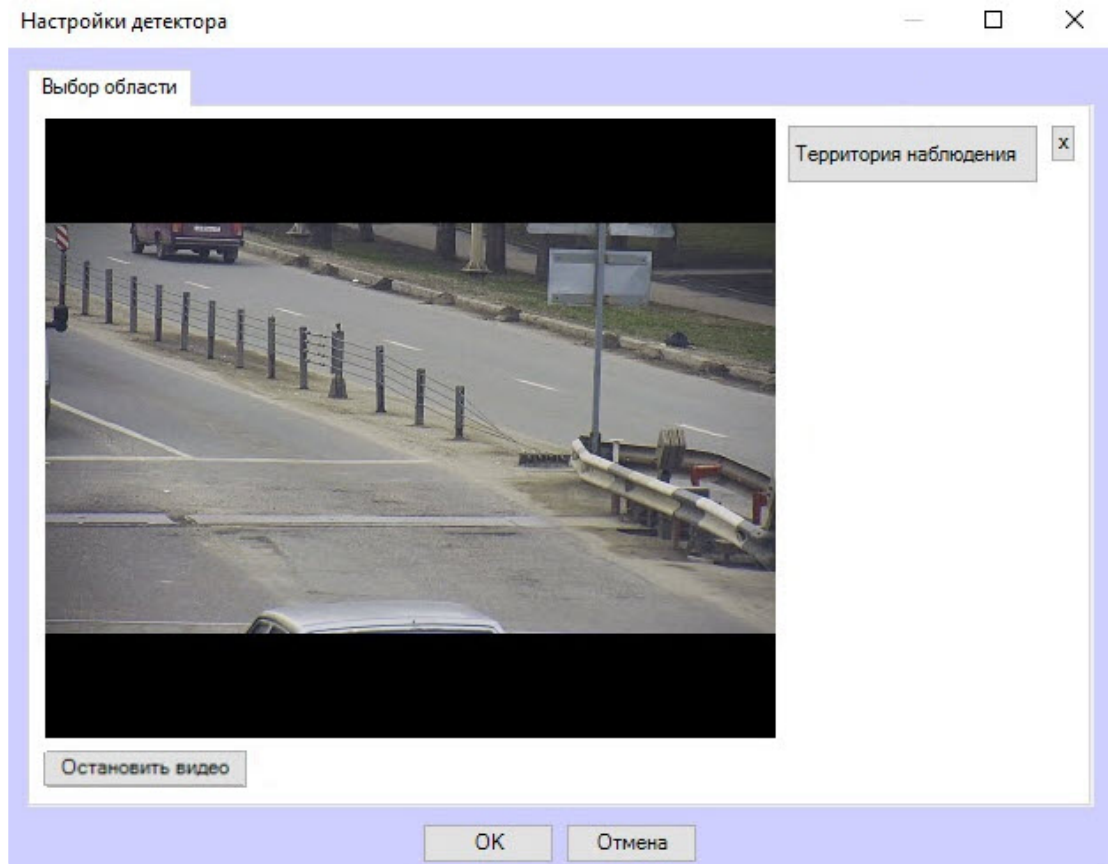 Настройки детектора
Выбор области
Территория наблюдения
x
Остановить видео
OK
Отмена